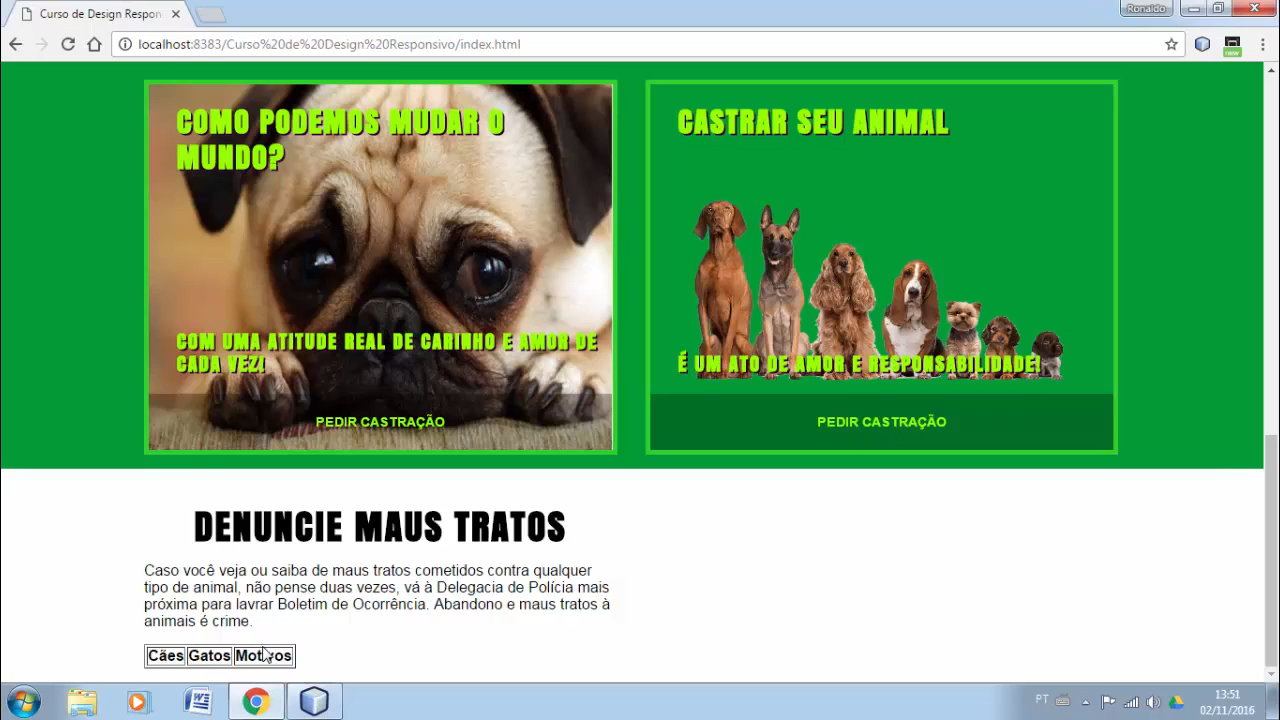 Curso de Design Respon
Ronaldo
localhost:8383/Curso%20de%20Design%20Responsivo/index.html
new
COMO PODEMOS MUDAR O
MUNDO?
COM UMA ATITUDE REAL DE CARINHO E AMOR DE
CADA VEZ!
PEDIR CASTRAÇÃO
CASTRAR SEU ANIMAL
É UM ATO DE AMOR E RESPONSABILIDADE!
PEDIR CASTRAÇÃO
DENUNCIE MAUS TRATOS
Caso você veja ou saiba de maus tratos cometidos contra qualquer
tipo de animal, não pense duas vezes, vá à Delegacia de Polícia mais
próxima para lavrar Boletim de Ocorrência. Abandono e maus tratos à
animais é crime.
Cães Gatos Motivos
PT
13:51
02/11/2016